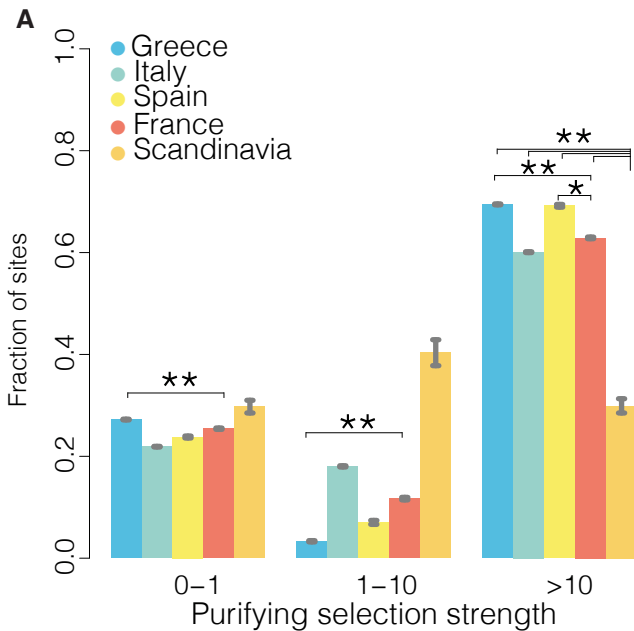 A
Greece
Italy
Spain
France
Scandinavia
Fraction of sites
1.0
0.8
0.6
0.4
0.2
0.0
**
**
**
**
*
0−1
1−10
>10
Purifying selection strength